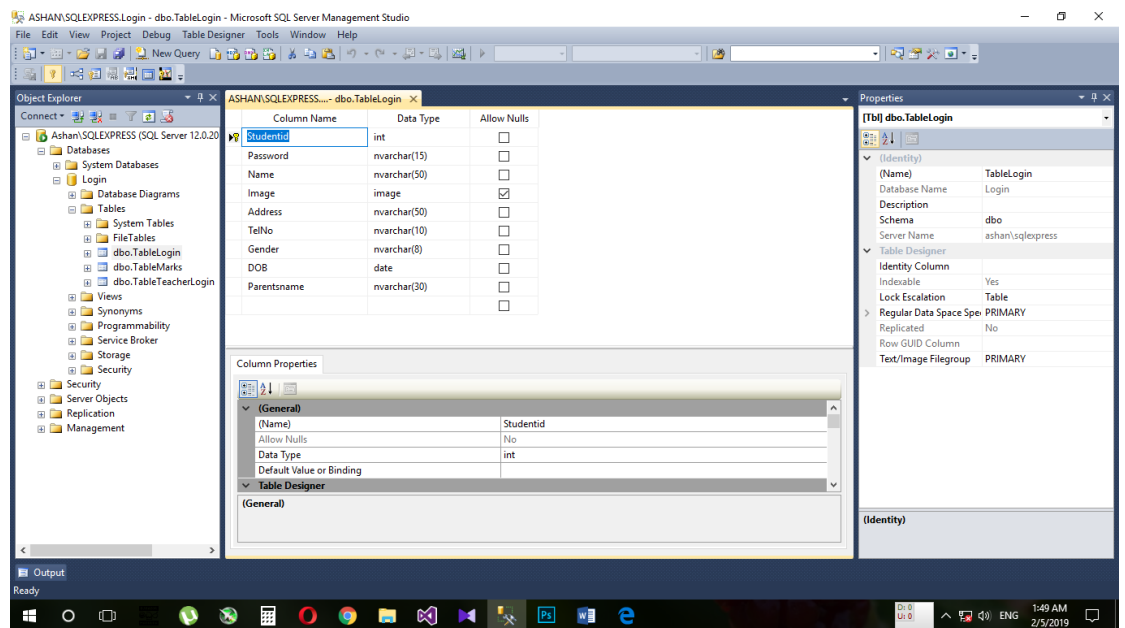 ASHAN\SQLEXPRESS.Login - dbo.TableLogin - Microsoft SQL Server Management Studio
File Edit View Project Debug Table Designer Tools Window Help
New Query
Object Explorer
Connect
Ashan\SQLEXPRESS (SQL Server 12.0.20
Databases
System Databases
Login
Database Diagrams
Tables
System Tables
FileTables
dbo.TableLogin
dbo.TableMarks
dbo.TableTeacherLogin
Views
Synonyms
Programmability
Service Broker
Storage
Security
Security
Server Objects
Replication
Management
ASHAN\SQLEXPRESS....- dbo.TableLogin
Column Name Data Type Allow Nulls
Studentid int
Password nvarchar(15)
Name nvarchar(50)
Image image
Address nvarchar(50)
TelNo nvarchar(10)
Gender nvarchar(8)
DOB date
Parentsname nvarchar(30)
Column Properties
(General)
(Name) Studentid
Allow Nulls No
Data Type int
Default Value or Binding
Table Designer
(General)
Properties
[Tbl] dbo.TableLogin
(Identity)
(Name) TableLogin
Database Name Login
Description
Schema dbo
Server Name ashan\sqlexpress
Table Designer
Identity Column
Indexable Yes
Lock Escalation Table
Regular Data Space Spe PRIMARY
Replicated No
Row GUID Column
Text/Image Filegroup PRIMARY
(Identity)
Output
Ready
D: 0
U: 0
ENG
1:49 AM
2/5/2019